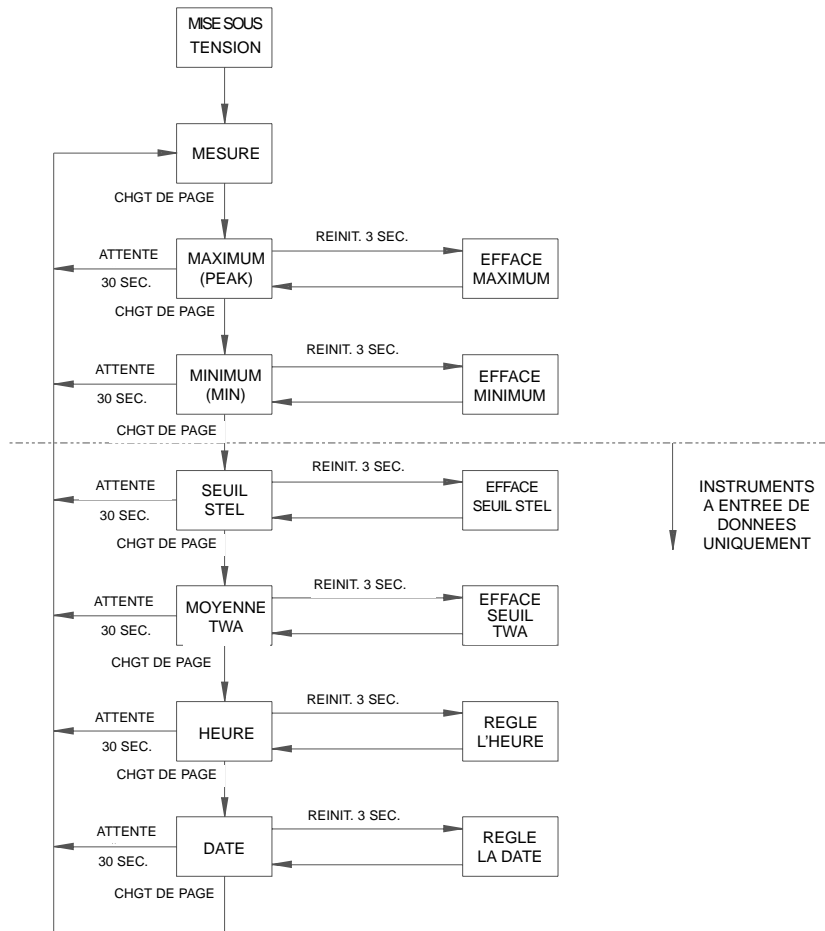 MISE SOUS
TENSION
MESURE
CHGT DE PAGE
ATTENTE
30 SEC.
MAXIMUM
(PEAK)
REINIT. 3 SEC.
EFFACE
MAXIMUM
CHGT DE PAGE
ATTENTE
30 SEC.
MINIMUM
(MIN)
REINIT. 3 SEC.
EFFACE
MINIMUM
CHGT DE PAGE
ATTENTE
30 SEC.
SEUIL
STEL
REINIT. 3 SEC.
EFFACE
SEUIL STEL
INSTRUMENTS
A ENTREE DE
DONNEES
UNIQUEMENT
CHGT DE PAGE
ATTENTE
30 SEC.
MOYENNE
TWA
REINIT. 3 SEC.
EFFACE
SEUIL
TWA
CHGT DE PAGE
ATTENTE
30 SEC.
HEURE
REINIT. 3 SEC.
REGLE
L'HEURE
CHGT DE PAGE
ATTENTE
30 SEC.
DATE
REINIT. 3 SEC.
REGLE
LA DATE
CHGT DE PAGE